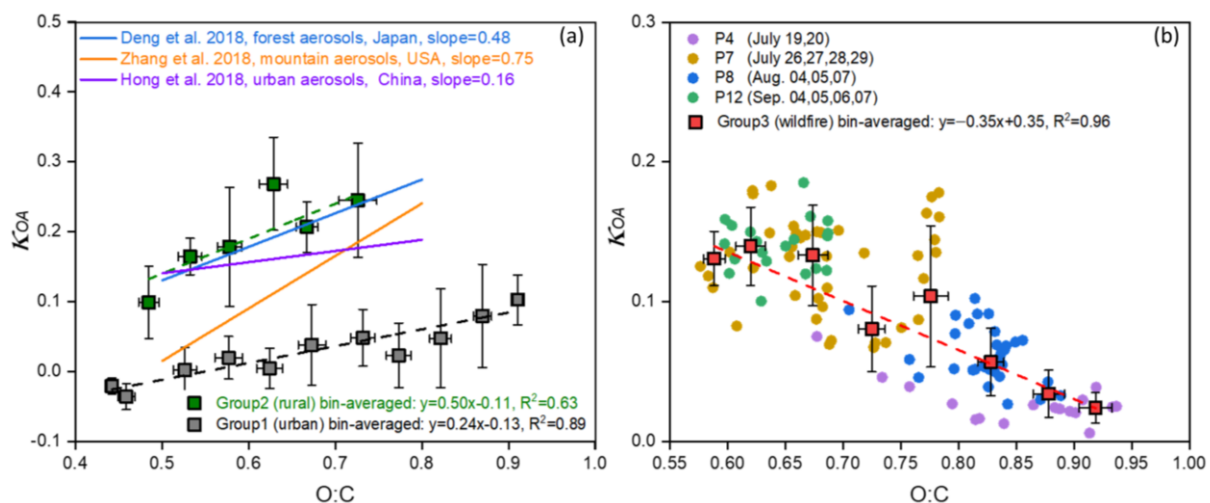 (a)
Deng et al. 2018, forest aerosols, Japan, slope=0.48
Zhang et al. 2018, mountain aerosols, USA, slope=0.75
Hong et al. 2018, urban aerosols, China, slope=0.16
0.5
0.4
0.3
0.2
0.1
0.0
-0.1
κOA
Group2 (rural) bin-averaged: y=0.50x-0.11, R²=0.63
Group1 (urban) bin-averaged: y=0.24x-0.13, R²=0.89
0.4 0.5 0.6 0.7 0.8 0.9 1.0
O:C
(b)
P4 (July 19,20)
P7 (July 26,27,28,29)
P8 (Aug. 04,05,07)
P12 (Sep. 04,05,06,07)
Group3 (wildfire) bin-averaged: y=−0.35x+0.35, R²=0.96
0.3
0.2
0.1
0.0
κOA
0.55 0.60 0.65 0.70 0.75 0.80 0.85 0.90 0.95 1.00
O:C